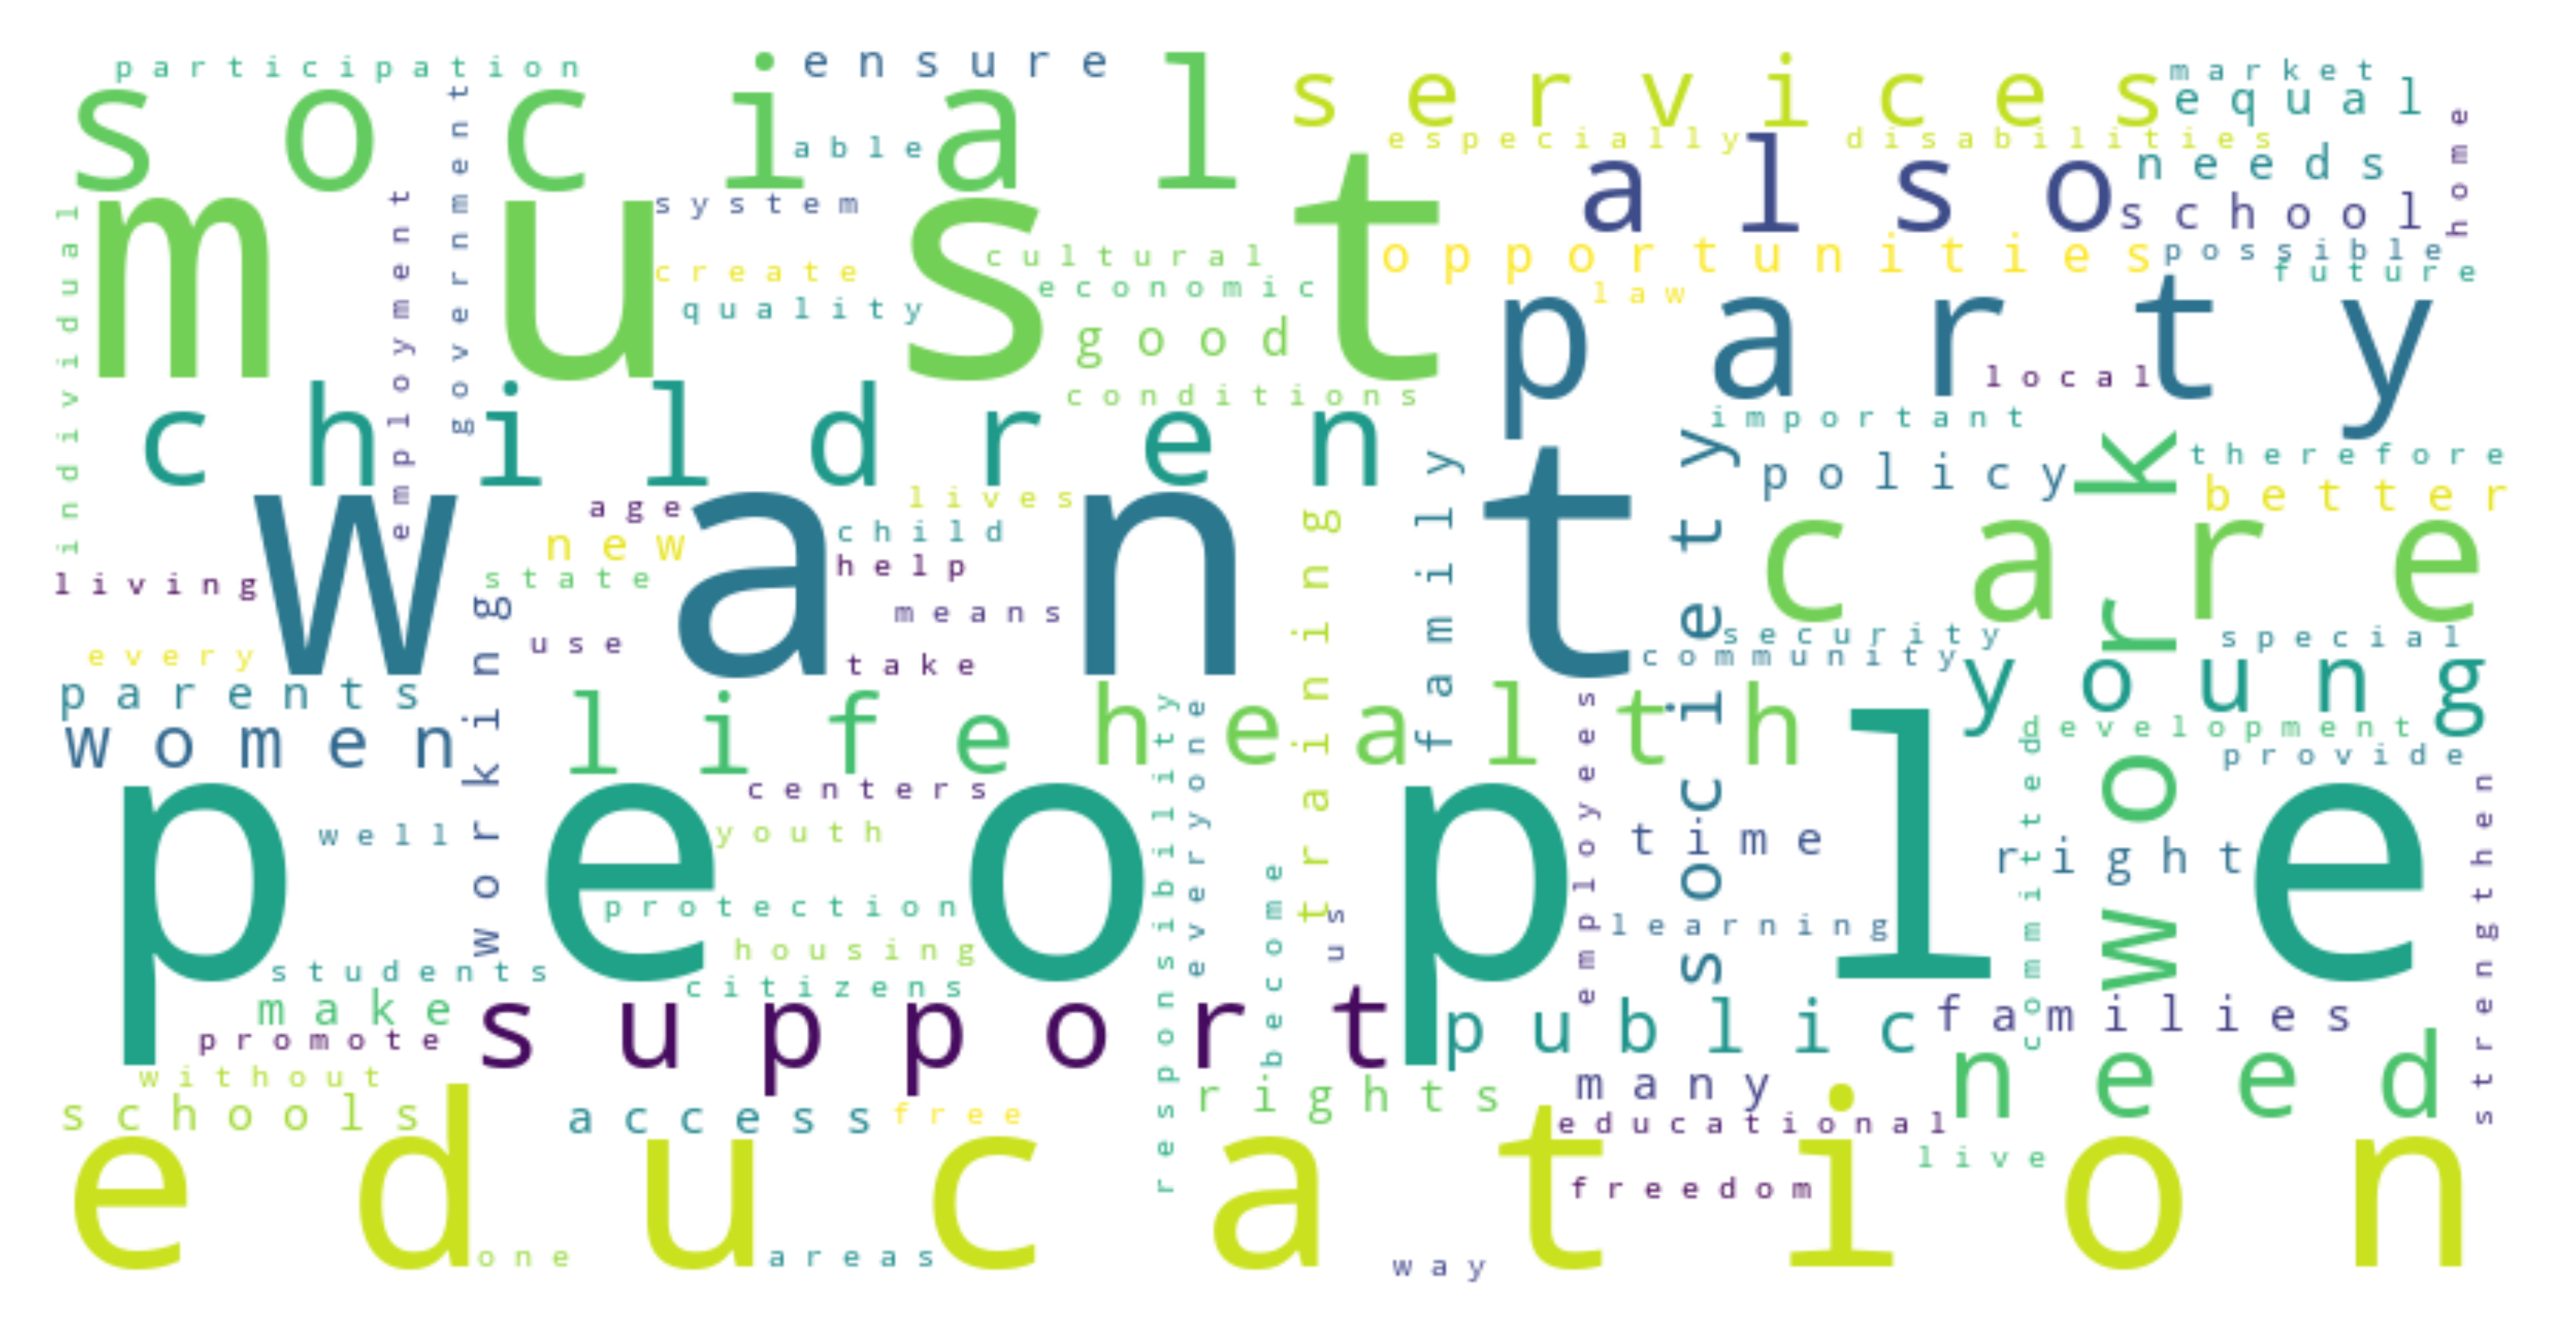 participation
ensure
social
services
market
equal
especially
disabilities
able
also
needs
home
government
employment
individual
must
system
school
cultural
opportunities
possible
create
future
economic
law
quality
good
party
local
conditions
children
important
family
society
policy
work
therefore
better
age
lives
want
new
child
training
care
help
state
living
working
means
use
security
special
every
take
community
parents
young
women
life
health
responsibility
everyone
employees
development
committed
provide
centers
people
strengthen
well
youth
time
right
become
protection
us
learning
housing
students
citizens
make
support
public
families
promote
without
rights
many
need
schools
access
free
educational
education
live
freedom
one
areas
way